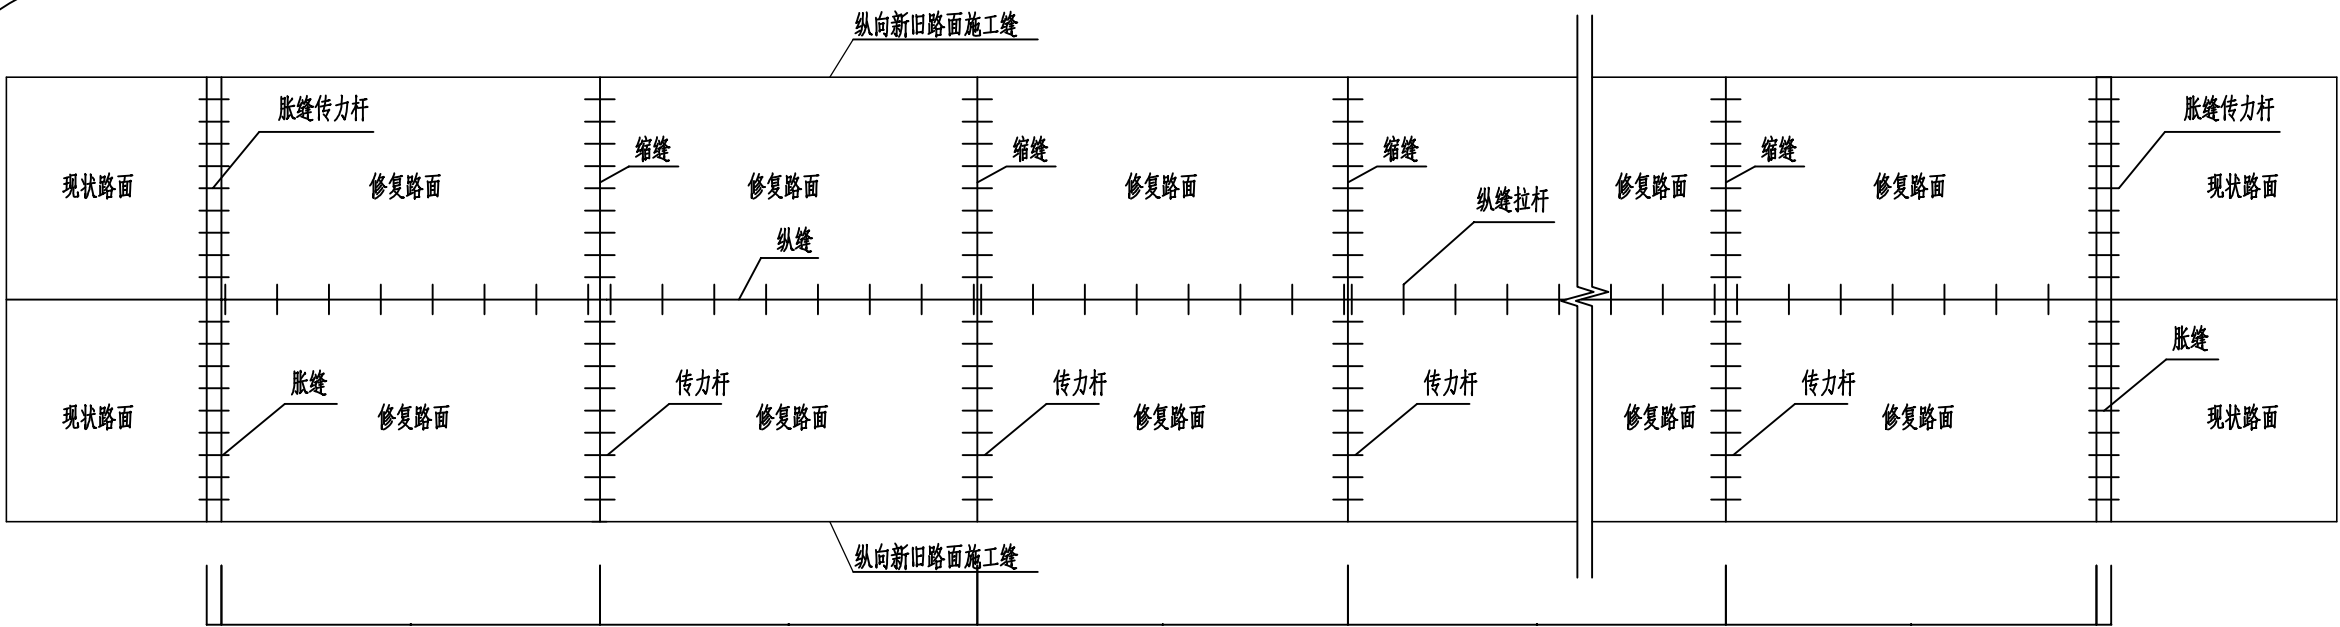 纵向新旧路面施工缝
胀缝传力杆
胀缝传力杆
缩缝
缩缝
缩缝
缩缝
现状路面
修复路面
修复路面
修复路面
修复路面
修复路面
现状路面
纵缝拉杆
纵缝
胀缝
胀缝
传力杆
传力杆
传力杆
传力杆
现状路面
修复路面
修复路面
修复路面
修复路面
修复路面
现状路面
纵向新旧路面施工缝